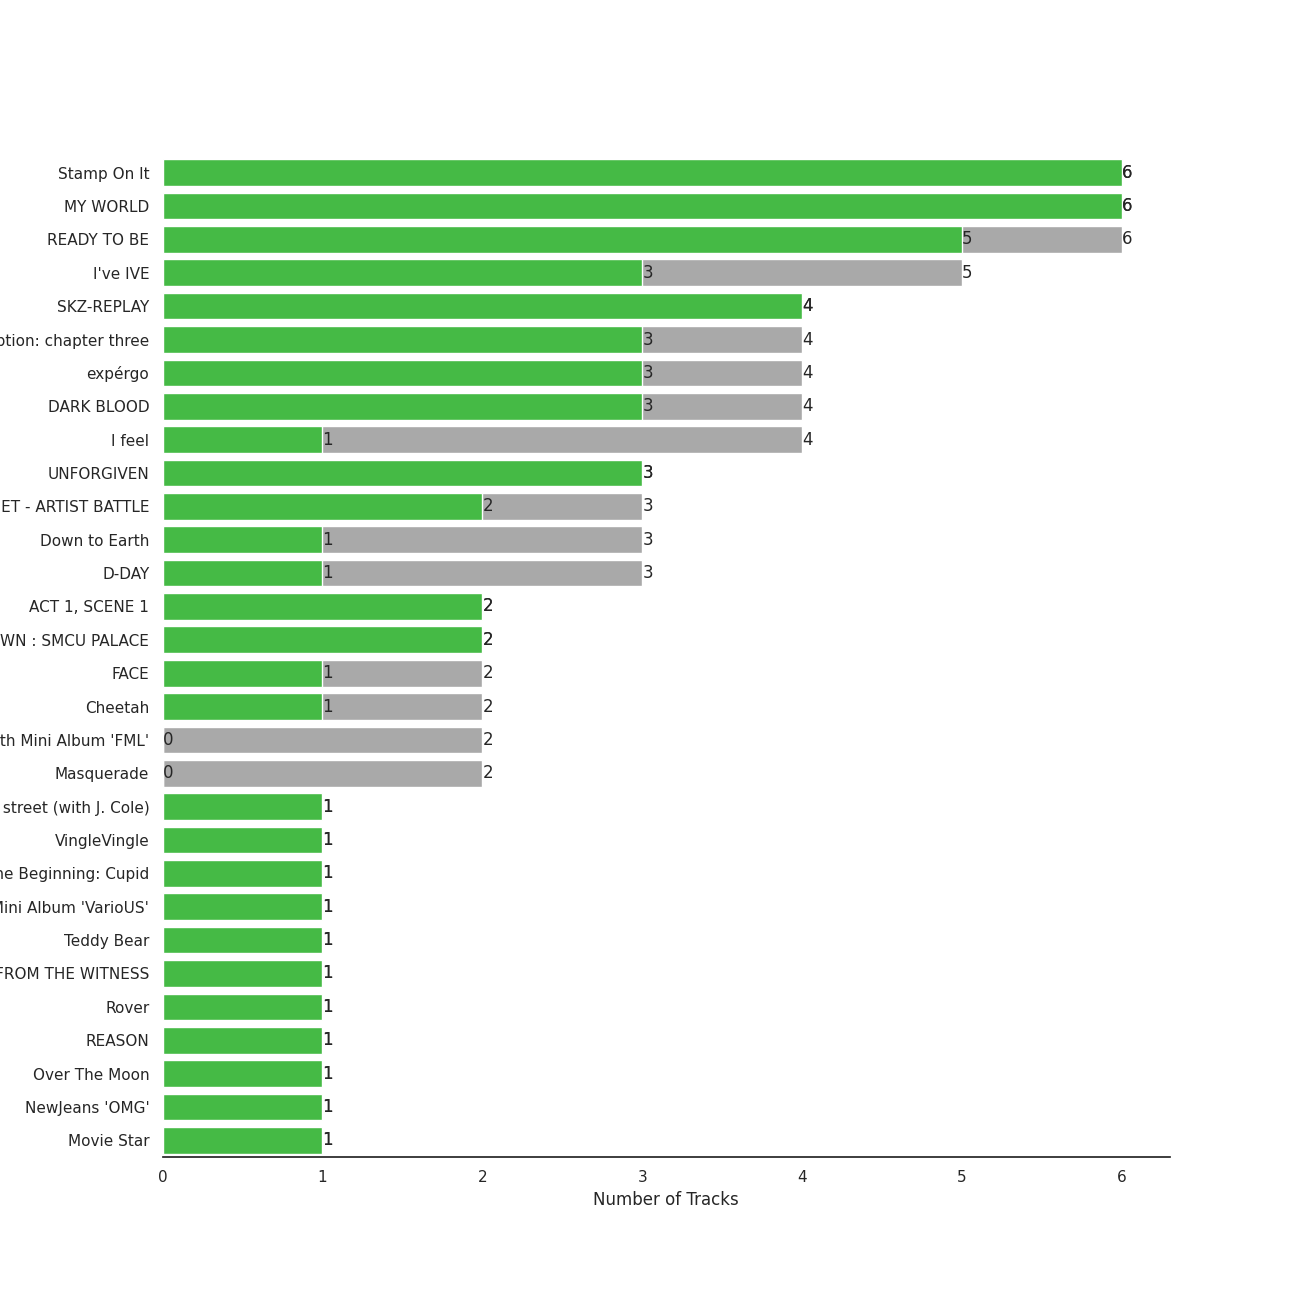 Stamp On It 6
MY WORLD 6
READY TO BE 5 6
I've IVE 3 5
SKZ-REPLAY 4
ption: chapter three 3 4
expérgo 3 4
DARK BLOOD 3 4
I feel 1 4
UNFORGIVEN 3
ET - ARTIST BATTLE 2 3
Down to Earth 1 3
D-DAY 1 3
ACT 1, SCENE 1 2
WN : SMCU PALACE 2
FACE 1 2
Cheetah 1 2
th Mini Album 'FML' 0 2
Masquerade 0 2
street (with J. Cole) 1
VingleVingle 1
ne Beginning: Cupid 1
Mini Album 'VarioUS' 1
Teddy Bear 1
FROM THE WITNESS 1
Rover 1
REASON 1
Over The Moon 1
NewJeans 'OMG' 1
Movie Star 1
0 1 2 3 4 5 6
Number of Tracks